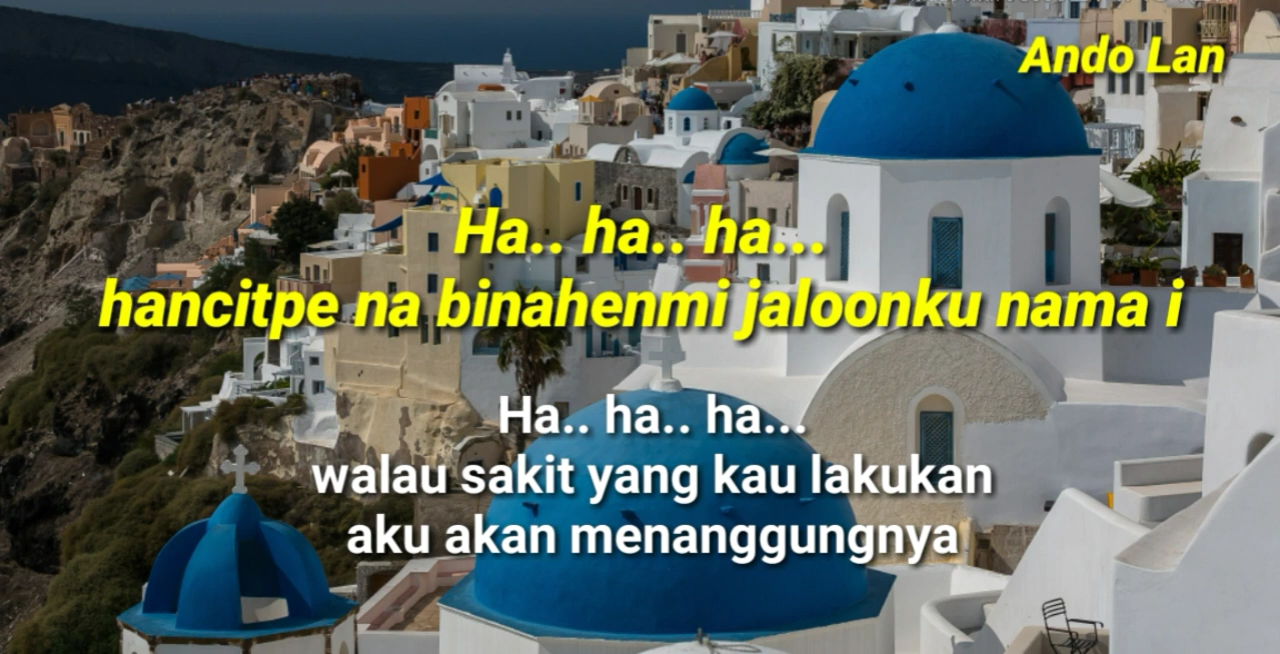 Ando Lan
Ha.. ha.. ha...
hancitpe na binahenmi jaloonku nama i
Ha.. ha.. ha...
walau sakit yang kau lakukan
aku akan menanggungnya